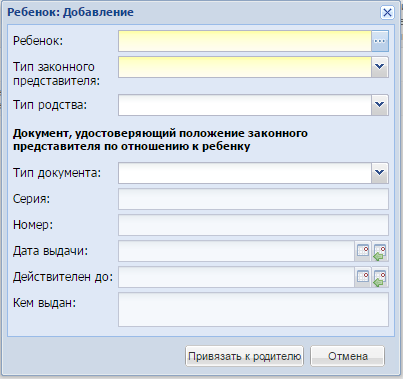 Ребенок: Добавление
Ребенок:
Тип законного
представителя:
Тип родства:
Документ, удостоверяющий положение законного
представителя по отношению к ребенку
Тип документа:
Серия:
Номер:
Дата выдачи:
Действителен до:
Кем выдан:
Привязать к родителю Отмена